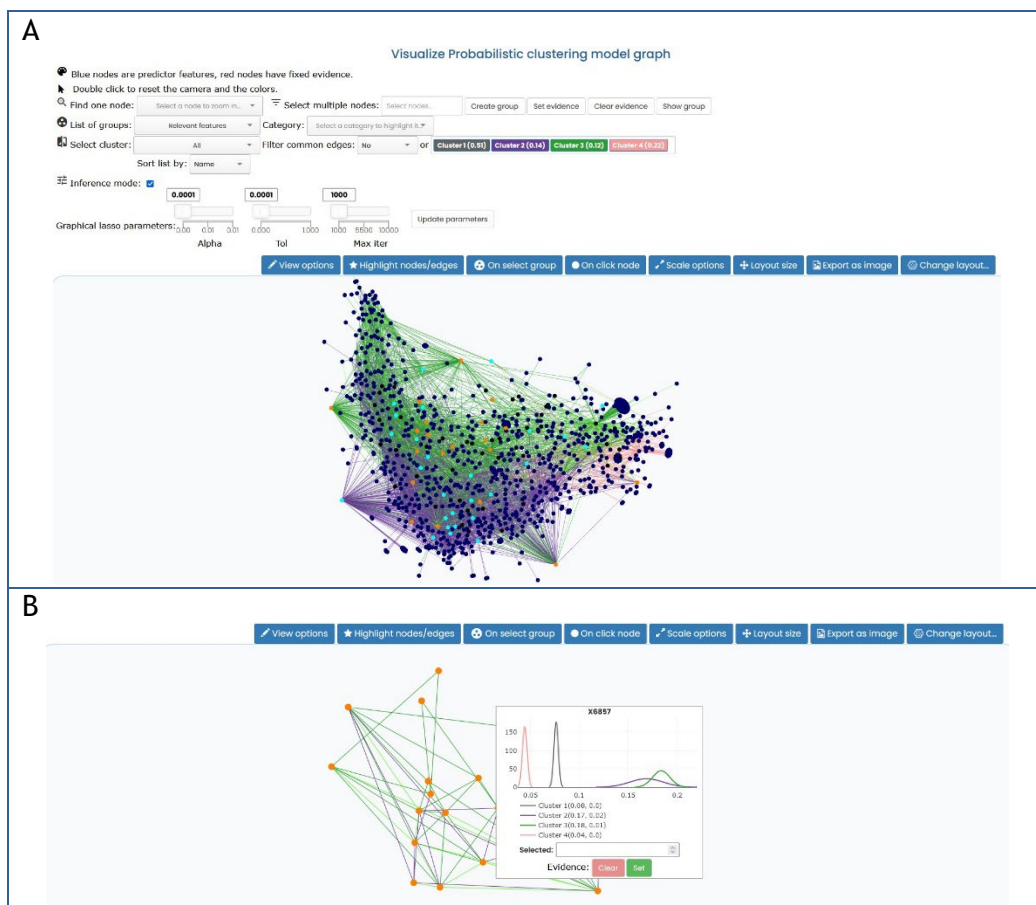 A
Visualize Probabilistic clustering model graph
Blue nodes are predictor features, red nodes have fixed evidence.
Double click to reset the camera and the colors.
Find one node: Select a node to zoom in... Select multiple nodes: Select nodes... Create group Set evidence Clear evidence Show group
List of groups: Relevant features Category: Select a category to highlight it...
Select cluster: All Filter common edges: No or Cluster 1 (0.51) Cluster 2 (0.14) Cluster 3 (0.12) Cluster 4 (0.22)
Sort list by: Name
Inference mode:
0.0001 0.0001 1000
Graphical lasso parameters: 0.00 0.01 0.01 0.000 1000 1000 5500 10000 Update parameters
Alpha Tol Max iter
View options Highlight nodes/edges On select group On click node Scale options Layout size Export as image Change layout...
B
View options Highlight nodes/edges On select group On click node Scale options Layout size Export as image Change layout...
X6857
150
100
50
0
0.05 0.1 0.15 0.2
Cluster 1(0.08, 0.0)
Cluster 2(0.17, 0.02)
Cluster 3(0.18, 0.01)
Cluster 4(0.04, 0.0)
Selected:
Evidence: Clear Set